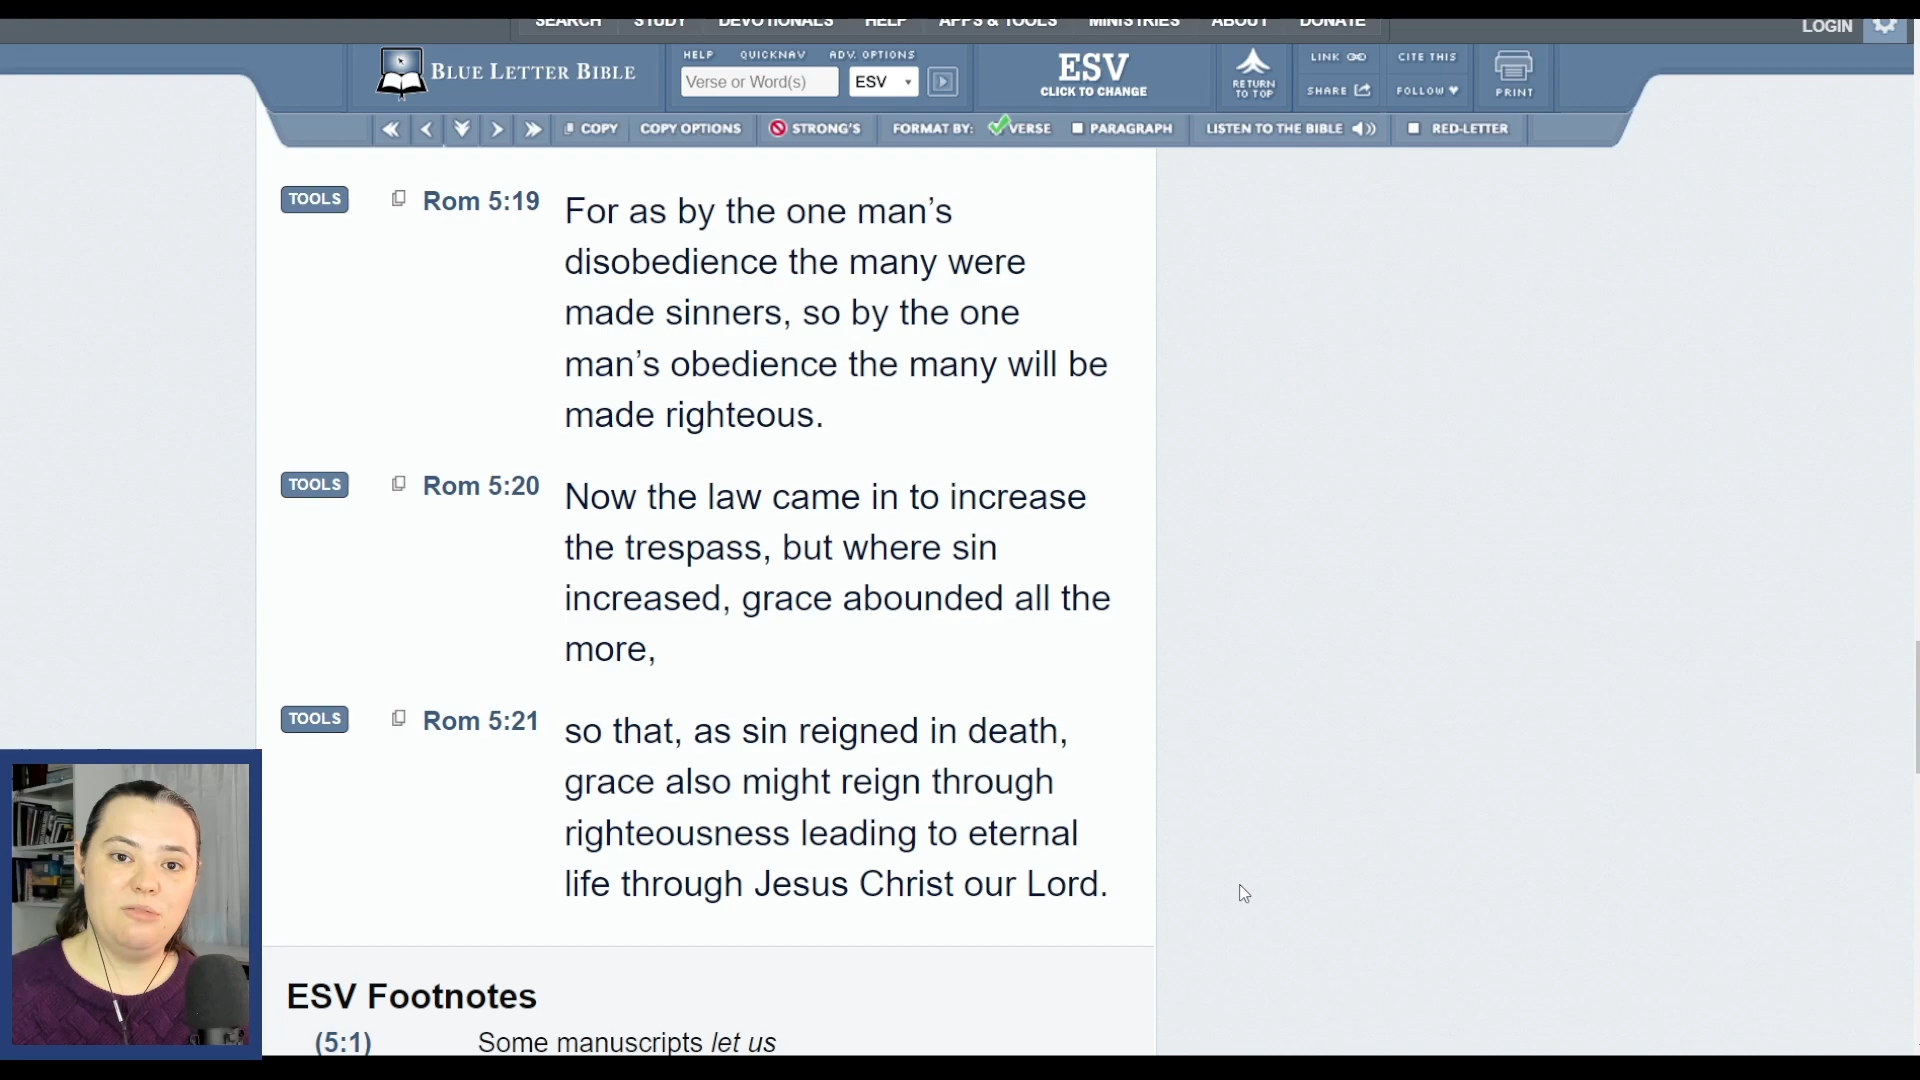 SEARCH STUDY DEVOTIONALS HELP APPS & TOOLS MINISTRIES ABOUT DONATE
LOGIN
BLUE LETTER BIBLE
HELP QUICKNAV ADV. OPTIONS
Verse or Word(s) ESV
ESV
CLICK TO CHANGE
RETURN
TO TOP
LINK CITE THIS
SHARE FOLLOW
PRINT
COPY COPY OPTIONS STRONG'S FORMAT BY: VERSE PARAGRAPH LISTEN TO THE BIBLE RED-LETTER
TOOLS Rom 5:19 For as by the one man’s
disobedience the many were
made sinners, so by the one
man’s obedience the many will be
made righteous.
TOOLS Rom 5:20 Now the law came in to increase
the trespass, but where sin
increased, grace abounded all the
more,
TOOLS Rom 5:21 so that, as sin reigned in death,
grace also might reign through
righteousness leading to eternal
life through Jesus Christ our Lord.
ESV Footnotes
(5:1) Some manuscripts let us